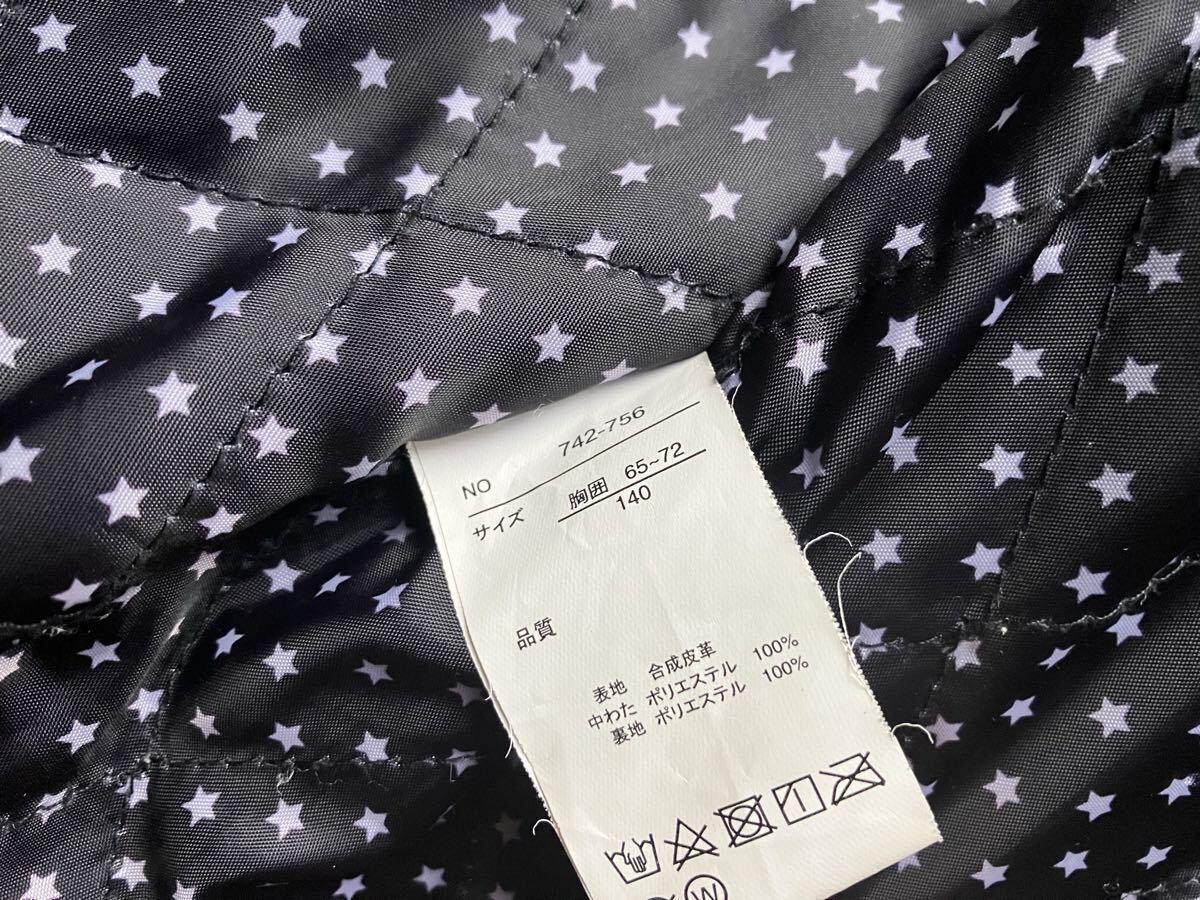 NO 742-756
サイズ 胸囲 65~72
140
品質
表地 合成皮革
中わた ポリエステル 100%
裏地 ポリエステル 100%
W